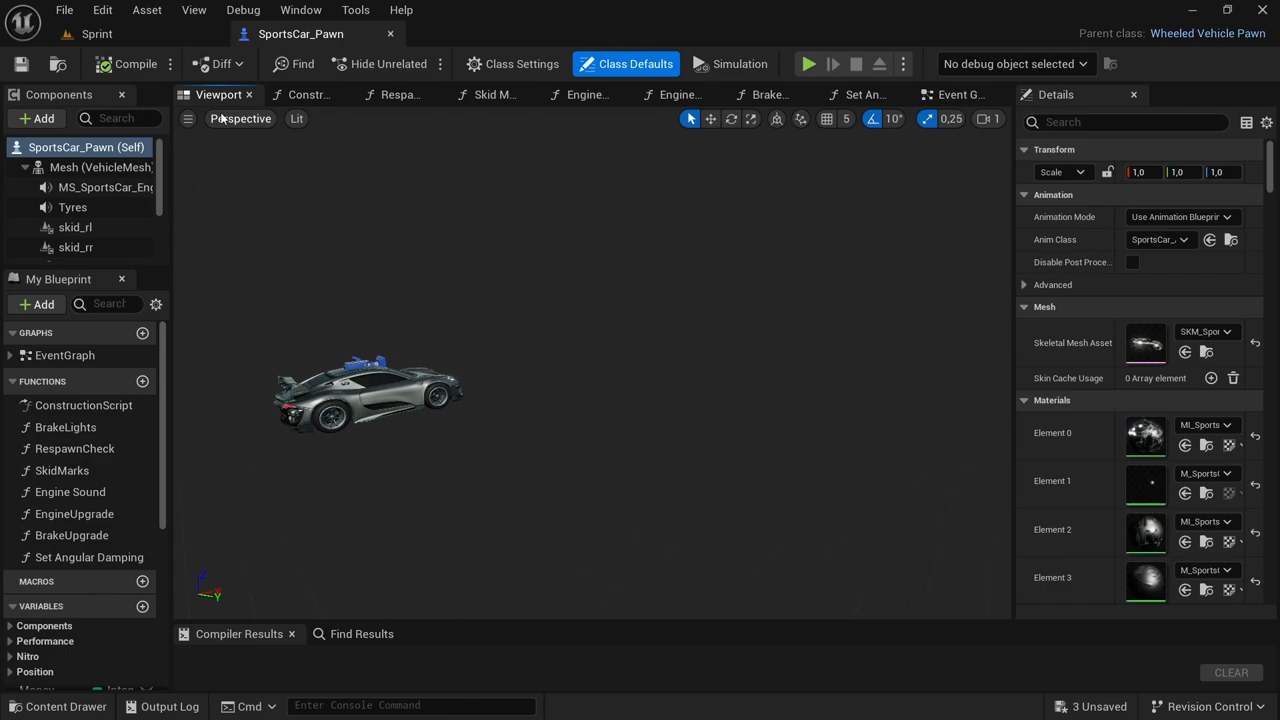 File Edit Asset View Debug Window Tools Help
Sprint SportsCar_Pawn Parent class: Wheeled Vehicle Pawn
Compile Diff Find Hide Unrelated Class Settings Class Defaults Simulation No debug object selected
Components
Viewport Constr... Respa... Skid M... Engine... Engine... Brake... Set An... Event G...
Details
Add Search
Perspective Lit 5 10° 0,25 1
Search
SportsCar_Pawn (Self)
Mesh (VehicleMesh)
MS_SportsCar_Eng
Tyres
skid_rl
skid_rr
My Blueprint
Add Search
GRAPHS
EventGraph
FUNCTIONS
ConstructionScript
BrakeLights
RespawnCheck
SkidMarks
Engine Sound
EngineUpgrade
BrakeUpgrade
Set Angular Damping
MACROS
VARIABLES
Components
Performance
Nitro
Position
Z
Y
Transform
Scale 1,0 1,0 1,0
Animation
Animation Mode Use Animation Blueprin
Anim Class SportsCar_
Disable Post Proce...
Advanced
Mesh
Skeletal Mesh Asset SKM_Spor
Skin Cache Usage 0 Array element
Materials
Element 0 MI_Sports
Element 1 M_Sports(
Element 2 MI_Sports
Element 3 M_Sports(
Compiler Results Find Results
CLEAR
Content Drawer Output Log Cmd Enter Console Command 3 Unsaved Revision Control